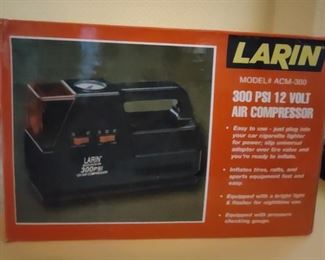 LARIN
MODEL# ACM-300
300 PSI 12 VOLT
AIR COMPRESSOR
• Easy to use - just plug into
your car cigarette lighter
for power; slip universal
adaptor over tire valve and
you're ready to inflate.
• Inflates tires, rafts, and
sports equipment fast and
easy.
• Equipped with a bright light
& flasher for nighttime use.
• Equipped with pressure
checking gauge.
LARIN
300PSI
AIR COMPRESSOR